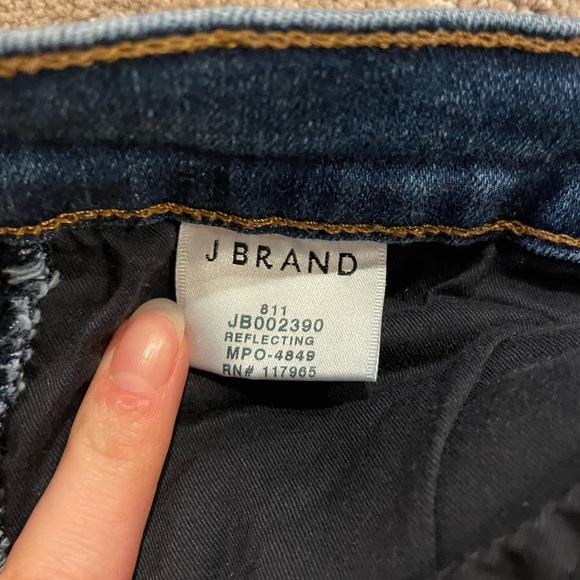 J BRAND
811
JB002390
REFLECTING
MPO-4849
RN# 117965